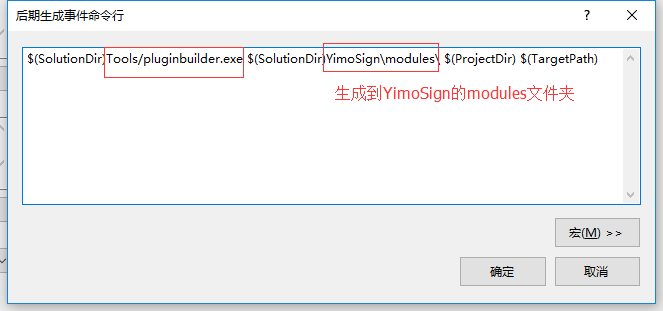 后期生成事件命令行
? ×
$(SolutionDir)Tools/pluginbuilder.exe $(SolutionDir)YimoSign\modules\ $(ProjectDir) $(TargetPath)
生成到YimoSign的modules文件夹
宏(M) >>
确定 取消